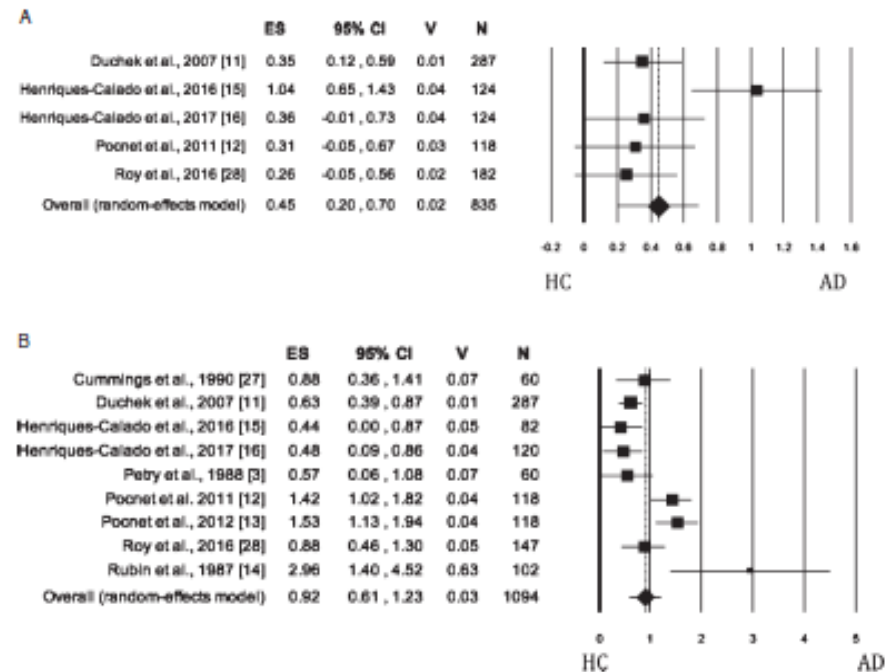 A
ES 95% CI V N
Duchek et al., 2007 [11] 0.35 0.12 , 0.59 0.01 287
Henriques-Calado et al., 2016 [15] 1.04 0.65 , 1.43 0.04 124
Henriques-Calado et al., 2017 [16] 0.36 -0.01 , 0.73 0.04 124
Pocnet et al., 2011 [12] 0.31 -0.05 , 0.67 0.03 118
Roy et al., 2016 [28] 0.26 -0.05 , 0.56 0.02 182
Overall (random-effects model) 0.45 0.20 , 0.70 0.02 835
-0.2 0 0.2 0.4 0.6 0.8 1 1.2 1.4 1.6
HC AD
B
ES 95% CI V N
Cummings et al., 1990 [27] 0.88 0.36 , 1.41 0.07 60
Duchek et al., 2007 [11] 0.63 0.39 , 0.87 0.01 287
Henriques-Calado et al., 2016 [15] 0.44 0.00 , 0.87 0.05 82
Henriques-Calado et al., 2017 [16] 0.48 0.09 , 0.86 0.04 120
Petry et al., 1988 [3] 0.57 0.06 , 1.08 0.07 60
Pocnet et al. 2011 [12] 1.42 1.02 , 1.82 0.04 118
Pocnet et al., 2012 [13] 1.53 1.13 , 1.94 0.04 118
Roy et al., 2016 [28] 0.88 0.46 , 1.30 0.05 147
Rubin et al., 1987 [14] 2.96 1.40 , 4.52 0.63 102
Overall (random-effects model) 0.92 0.61 , 1.23 0.03 1094
0 1 2 3 4 5
HC AD